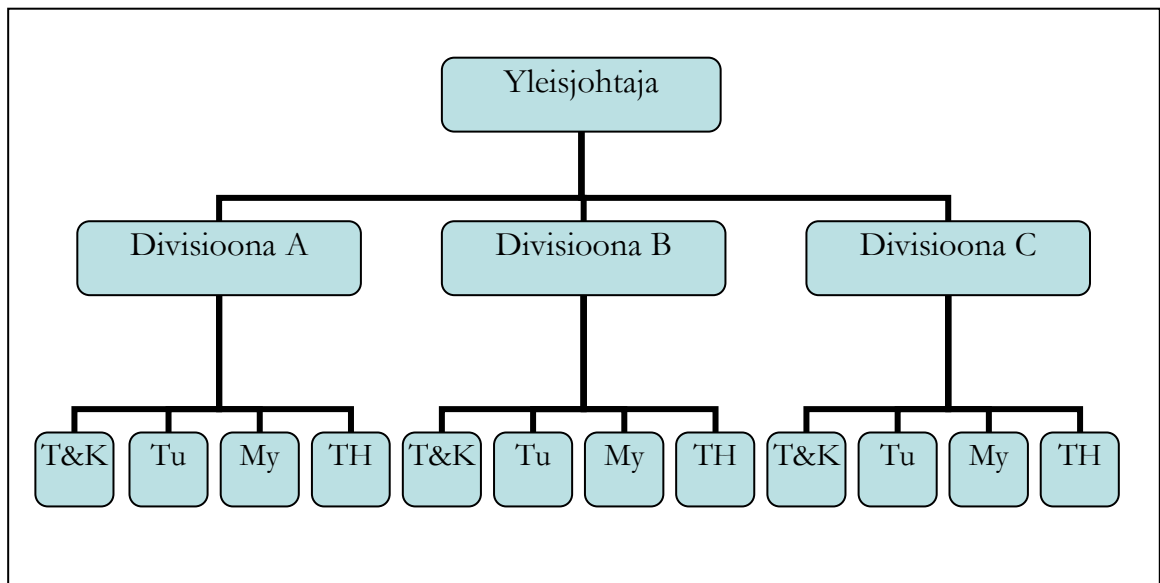 Yleisjohtaja
Divisioona A
Divisioona B
Divisioona C
T&K
Tu
My
TH
T&K
Tu
My
TH
T&K
Tu
My
TH